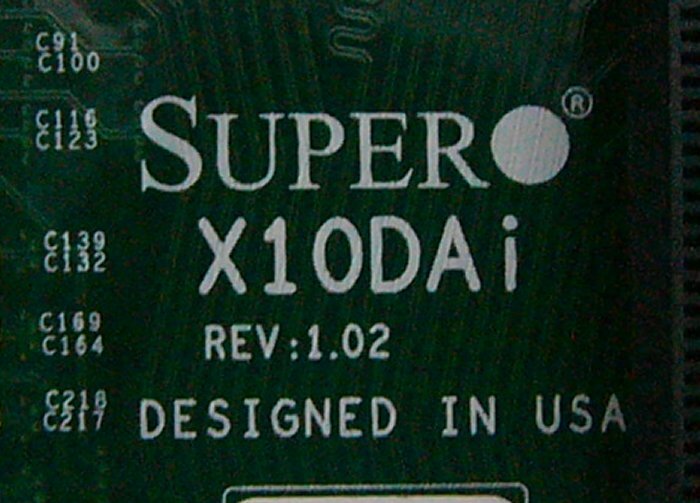 C91
C100
C116
C123
SUPER●®
X10DAi
C139
C132
C169
C164
REV:1.02
C218
C217
DESIGNED IN USA